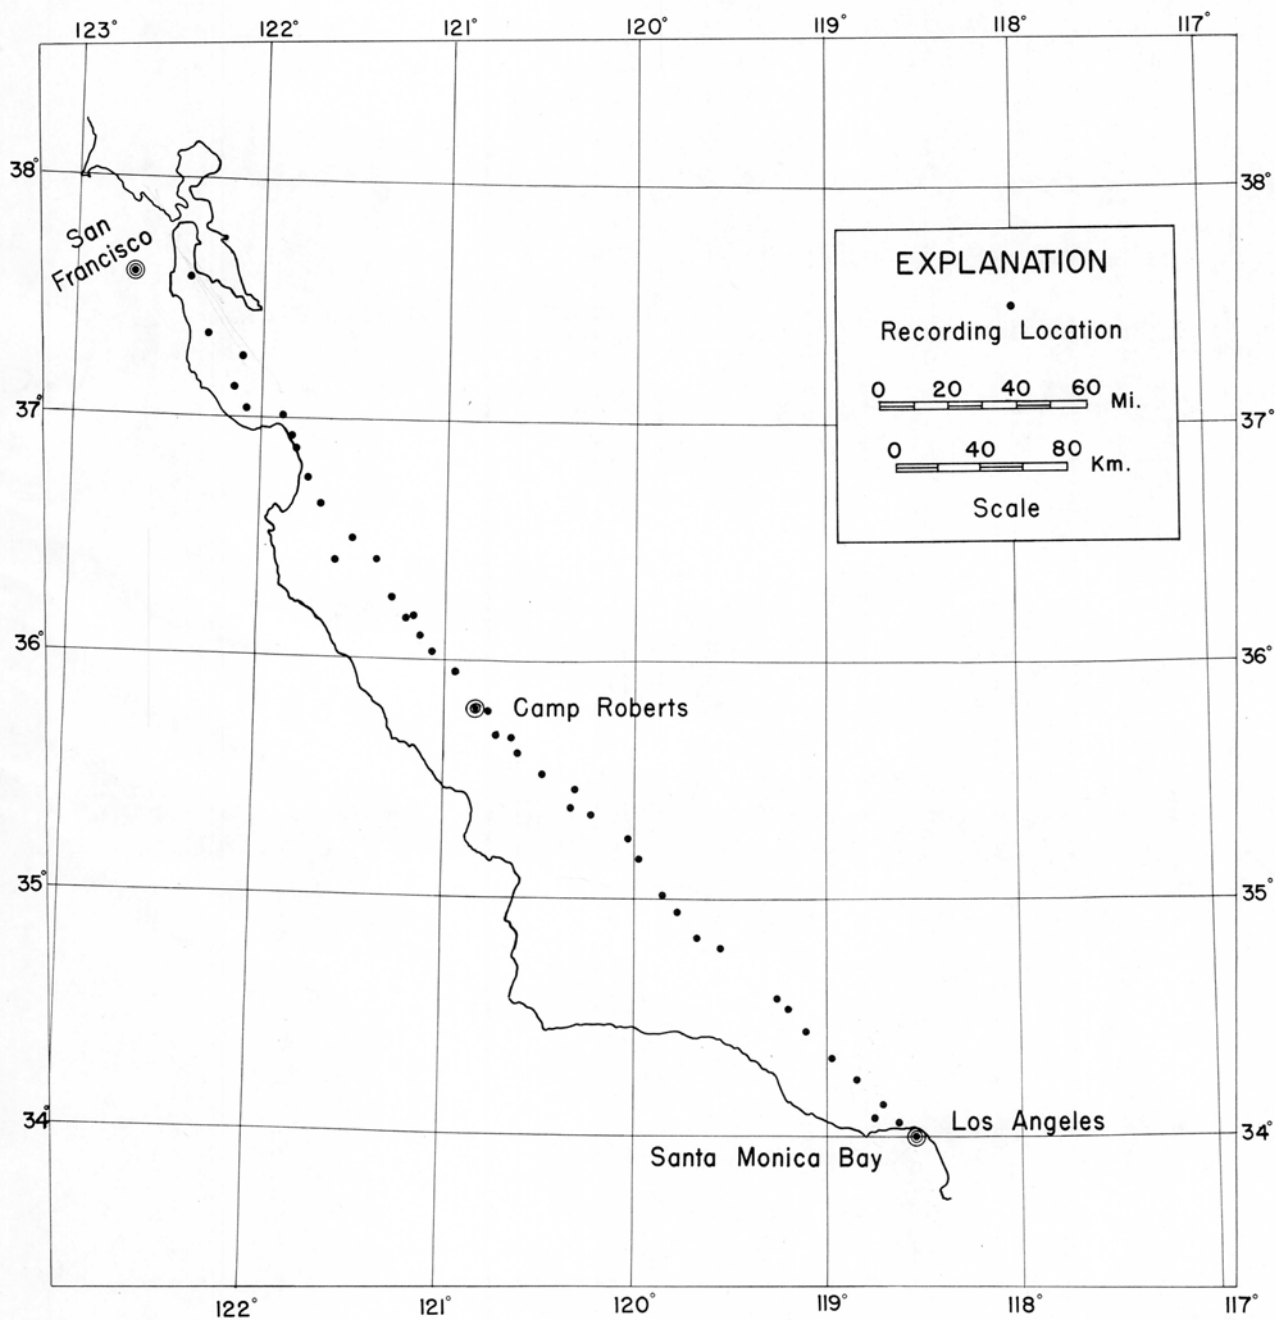 123° 122° 121° 120° 119° 118° 117°
38° 38°
San
Francisco
EXPLANATION
Recording Location
0 20 40 60 Mi.
0 40 80 Km.
Scale
37° 37°
36° 36°
Camp Roberts
35° 35°
34° Los Angeles 34°
Santa Monica Bay
122° 121° 120° 119° 118° 117°